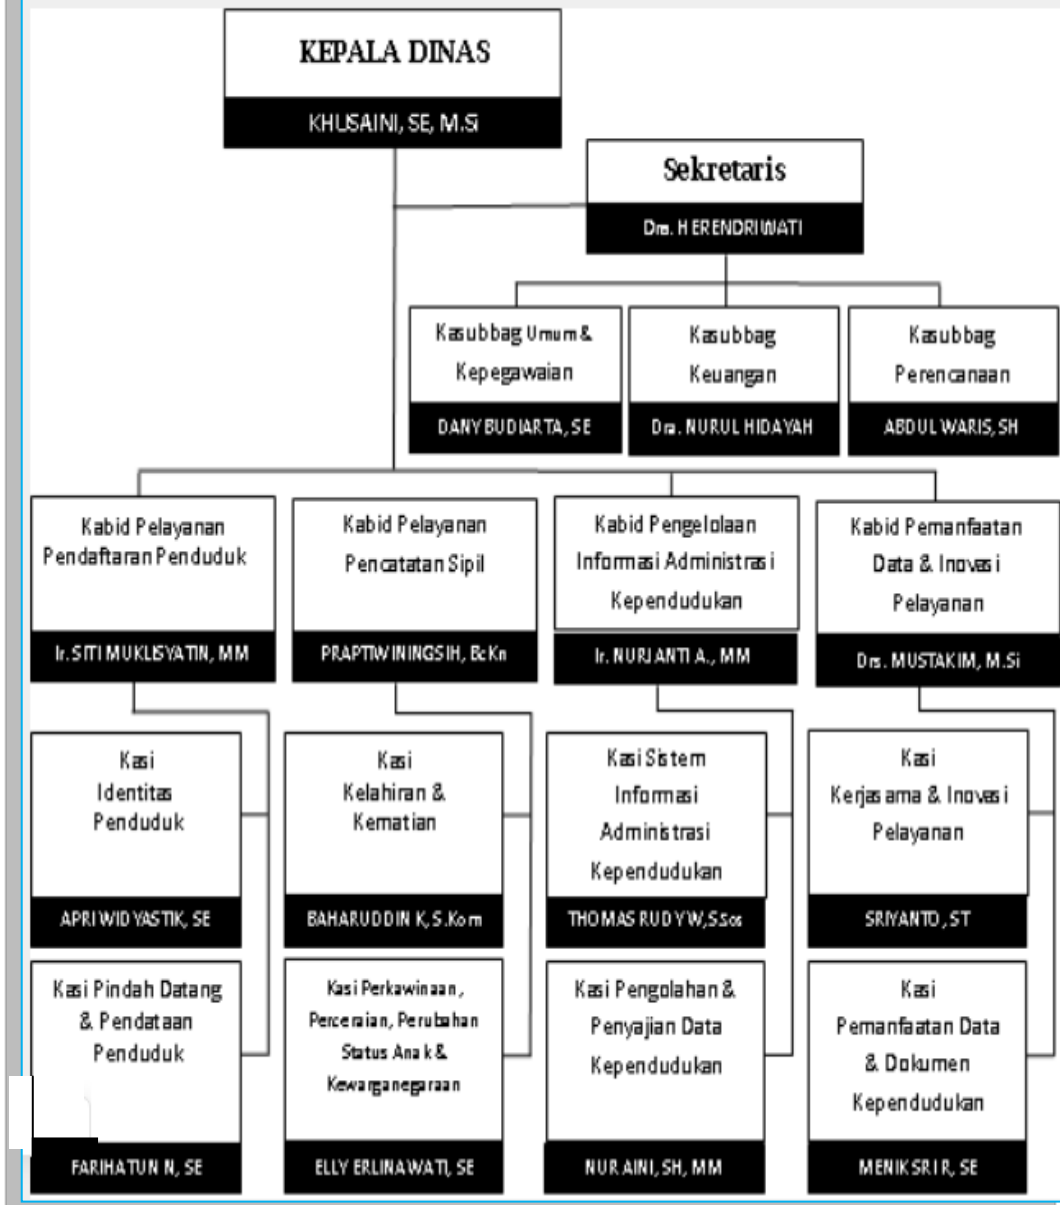 KEPALA DINAS
KHUSAINI, SE, M.Si
Sekretaris
Dra. HERENDRIWATI
Kasubbag Umum &
Kepegawaian
DANY BUDIARTA, SE
Kasubbag
Keuangan
Dra. NURUL HIDAYAH
Kasubbag
Perencanaan
ABDUL WARIS, SH
Kabid Pelayanan
Pendaftaran Penduduk
Ir. SITI MUKLISYATIN, MM
Kabid Pelayanan
Pencatatan Sipil
PRAPTIWININGSIH, BcKn
Kabid Pengelolaan
Informasi Administrasi
Kependudukan
Ir. NURJANTI A., MM
Kabid Pemanfaatan
Data & Inovasi
Pelayanan
Drs. MUSTAKIM, M.Si
Kasi
Identitas
Penduduk
APRI WIDYASTIK, SE
Kasi
Kelahiran &
Kematian
BAHARUDDIN K, S.Kom
Kasi Sistem
Informasi
Administrasi
Kependudukan
THOMAS RUDY W,S.Sos
Kasi
Kerjasama & Inovasi
Pelayanan
SRIYANTO, ST
Kasi Pindah Datang
& Pendataan
Penduduk
FARIHATUN N, SE
Kasi Perkawinaan,
Perceraian, Perubahan
Status Anak &
Kewarganegaraan
ELLY ERLINAWATI, SE
Kasi Pengolahan &
Penyajian Data
Kependudukan
NUR AINI, SH, MM
Kasi
Pemanfaatan Data
& Dokumen
Kependudukan
MENIK SRI R, SE